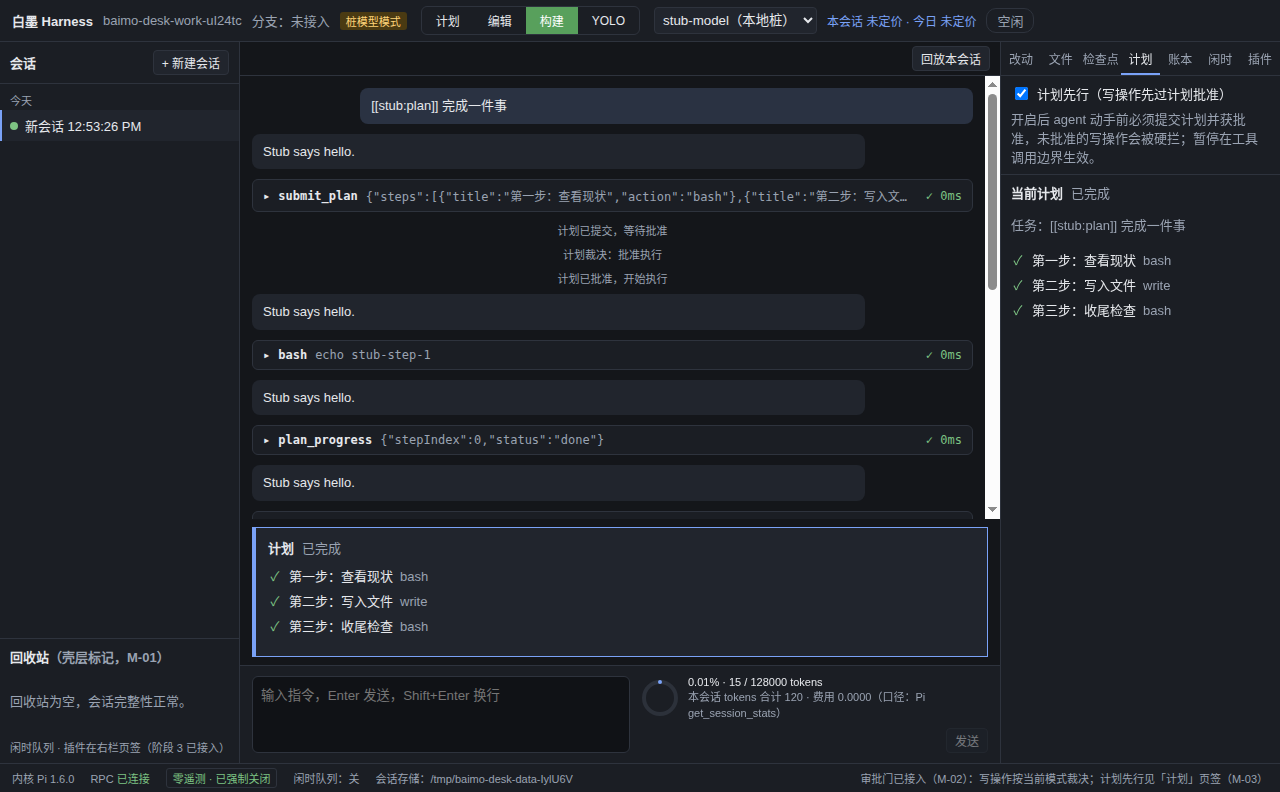 白墨 Harness baimo-desk-work-uI24tc 分支：未接入 桩模型模式 计划 编辑 构建 YOLO stub-model（本地桩） 本会话 未定价 · 今日 未定价 空闲
会话 + 新建会话
今天
新会话 12:53:26 PM
回收站（壳层标记，M-01）
回收站为空，会话完整性正常。
闲时队列 · 插件在右栏页签（阶段 3 已接入）
回放本会话
[[stub:plan]] 完成一件事
Stub says hello.
▸ submit_plan {"steps":[{"title":"第一步：查看现状","action":"bash"},{"title":"第二步：写入文… ✓ 0ms
计划已提交，等待批准
计划裁决：批准执行
计划已批准，开始执行
Stub says hello.
▸ bash echo stub-step-1 ✓ 0ms
Stub says hello.
▸ plan_progress {"stepIndex":0,"status":"done"} ✓ 0ms
Stub says hello.
计划 已完成
✓ 第一步：查看现状 bash
✓ 第二步：写入文件 write
✓ 第三步：收尾检查 bash
输入指令，Enter 发送，Shift+Enter 换行
0.01% · 15 / 128000 tokens
本会话 tokens 合计 120 · 费用 0.0000（口径：Pi
get_session_stats）
发送
改动 文件 检查点 计划 账本 闲时 插件
计划先行（写操作先过计划批准）
开启后 agent 动手前必须提交计划并获批
准，未批准的写操作会被硬拦；暂停在工具
调用边界生效。
当前计划 已完成
任务：[[stub:plan]] 完成一件事
✓ 第一步：查看现状 bash
✓ 第二步：写入文件 write
✓ 第三步：收尾检查 bash
内核 Pi 1.6.0 RPC 已连接 零遥测 · 已强制关闭 闲时队列：关 会话存储：/tmp/baimo-desk-data-IylU6V 审批门已接入（M-02）：写操作按当前模式裁决；计划先行见「计划」页签（M-03）